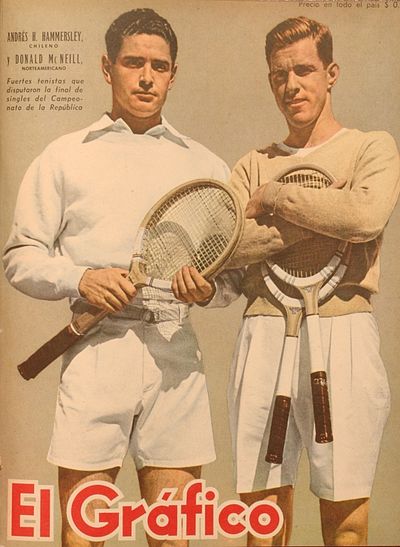 Precio en todo el país $ 0.
ANDRÉS H. HAMMERSLEY,
CHILENO
y DONALD Mc NEILL,
NORTEAMERICANO
Fuertes tenistas que
disputaron la final de
singles del Campeo-
nato de la República
El Gráfico